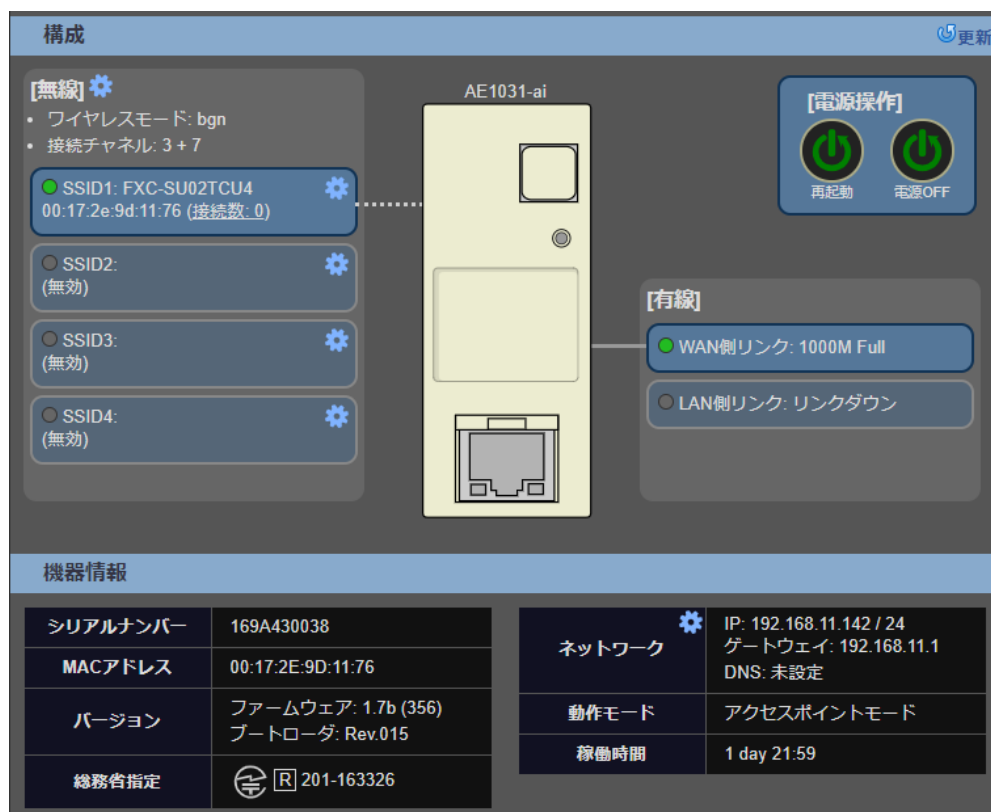 構成
更新
[無線]
• ワイヤレスモード: bgn
• 接続チャネル: 3 + 7
SSID1: FXC-SU02TCU4
00:17:2e:9d:11:76 (接続数: 0)
SSID2:
(無効)
SSID3:
(無効)
SSID4:
(無効)
AE1031-ai
[電源操作]
再起動
電源OFF
[有線]
WAN側リンク: 1000M Full
LAN側リンク: リンクダウン
機器情報
シリアルナンバー
169A430038
MACアドレス
00:17:2E:9D:11:76
バージョン
ファームウェア: 1.7b (356)
ブートローダ: Rev.015
総務省指定
R 201-163326
ネットワーク
IP: 192.168.11.142 / 24
ゲートウェイ: 192.168.11.1
DNS: 未設定
動作モード
アクセスポイントモード
稼働時間
1 day 21:59